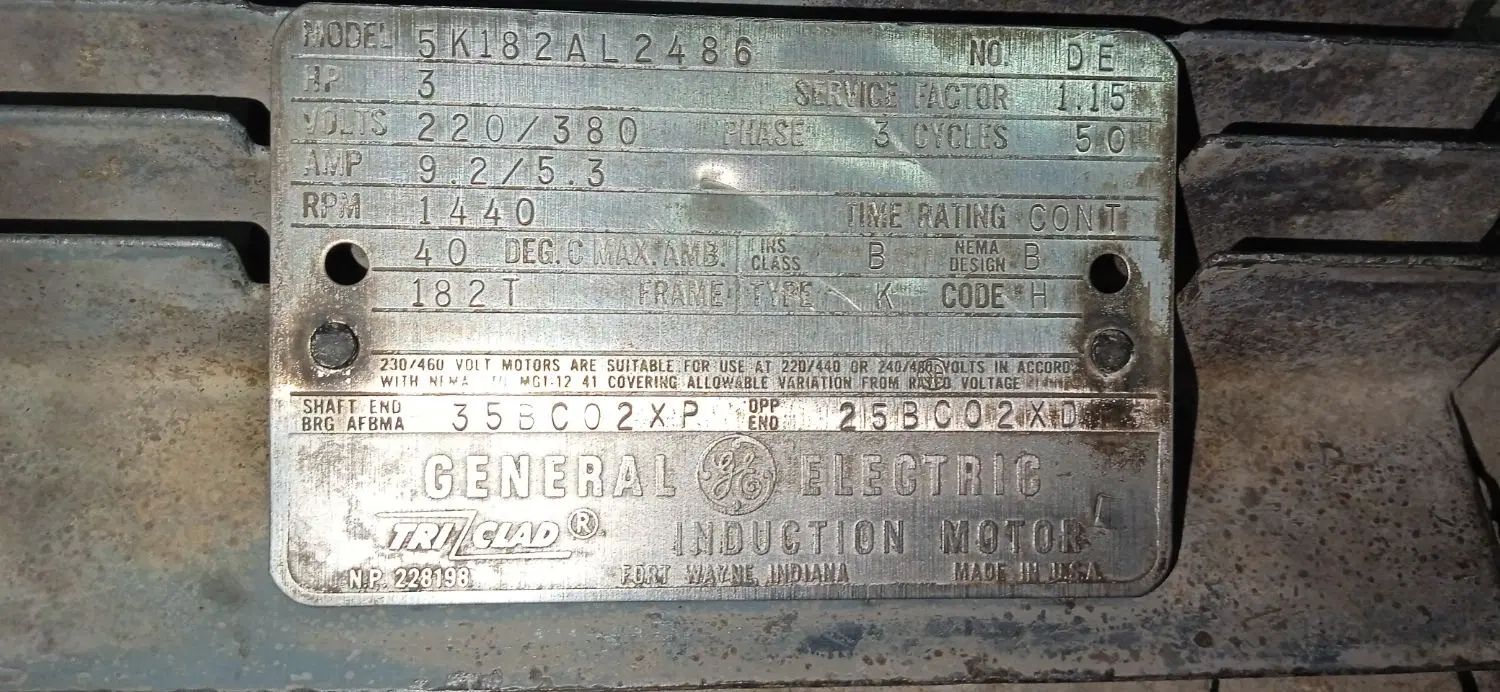 MODEL 5K182AL2486 NO. DE
HP 3 SERVICE FACTOR 1.15
VOLTS 220/380 PHASE 3 CYCLES 50
AMP 9.2/5.3
RPM 1440 TIME RATING CONT
40 DEG. C MAX. AMB. INS. CLASS B NEMA DESIGN B
182T FRAME TYPE K CODE H
230/460 VOLT MOTORS ARE SUITABLE FOR USE AT 220/440 OR 240/480 VOLTS IN ACCORD
WITH NEMA MG1-12 41 COVERING ALLOWABLE VARIATION FROM RATED VOLTAGE
SHAFT END BRG AFBMA 35BC02XP OPP END 25BC02XD
GENERAL GE ELECTRIC
TRI/CLAD ® INDUCTION MOTOR
N.P. 228198 FORT WAYNE, INDIANA MADE IN U.S.A.